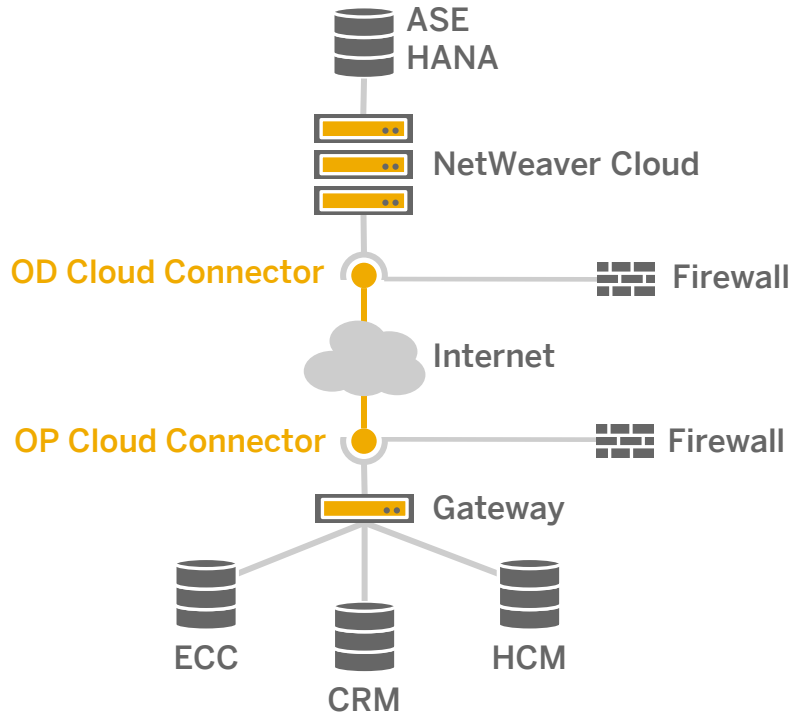 ASE
HANA
NetWeaver Cloud
OD Cloud Connector
Firewall
Internet
OP Cloud Connector
Firewall
Gateway
ECC
HCM
CRM